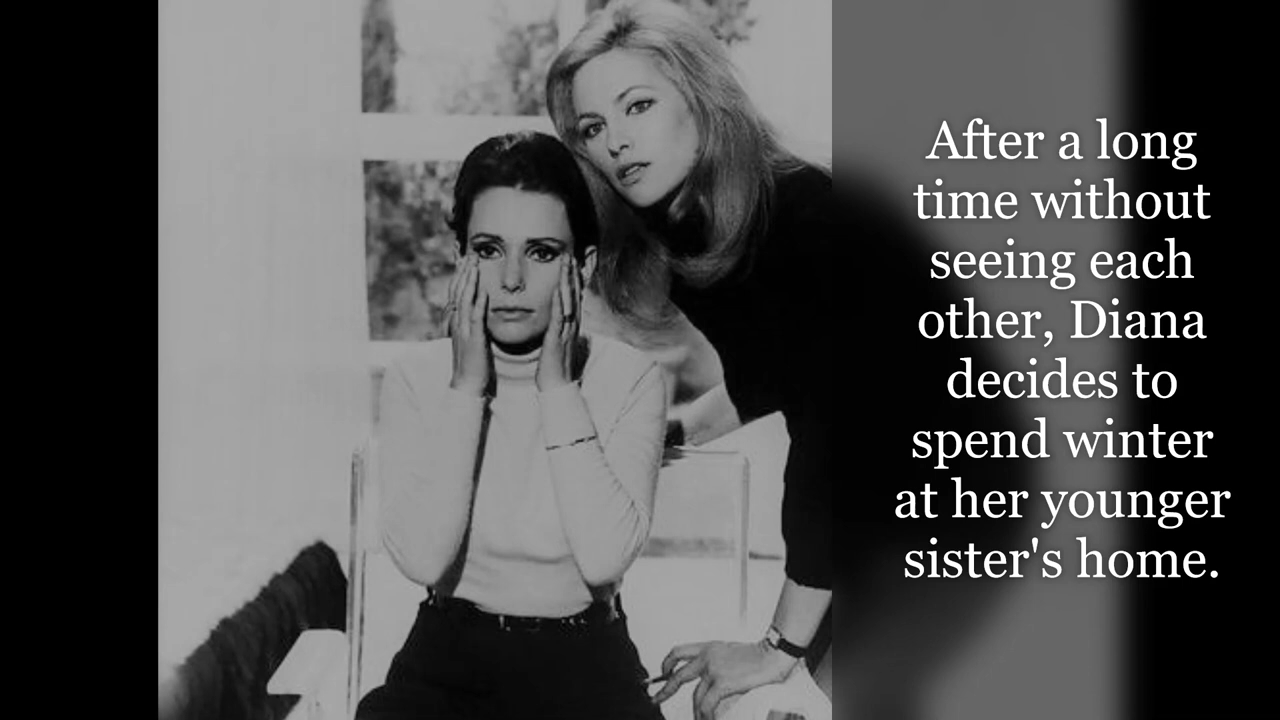 After a long
time without
seeing each
other, Diana
decides to
spend winter
at her younger
sister's home.